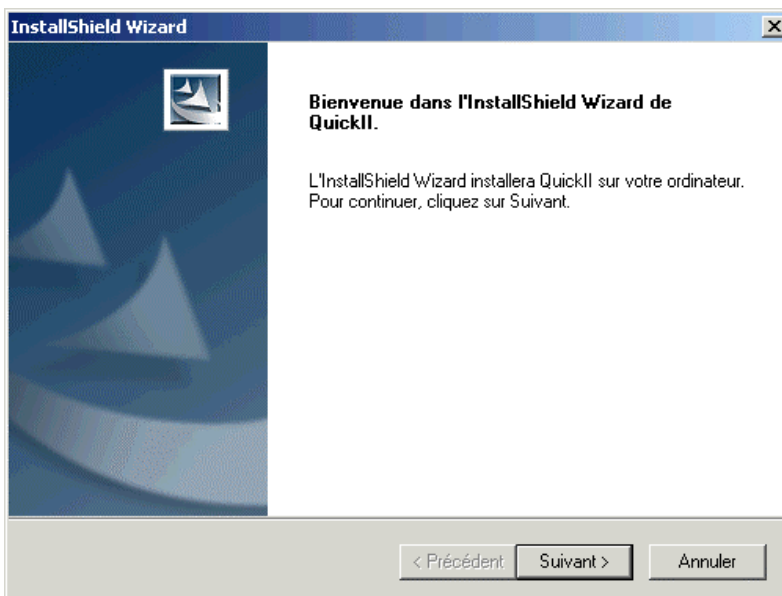 InstallShield Wizard
Bienvenue dans l'InstallShield Wizard de
QuickII.
L'InstallShield Wizard installera QuickII sur votre ordinateur.
Pour continuer, cliquez sur Suivant.
< Précédent
Suivant >
Annuler